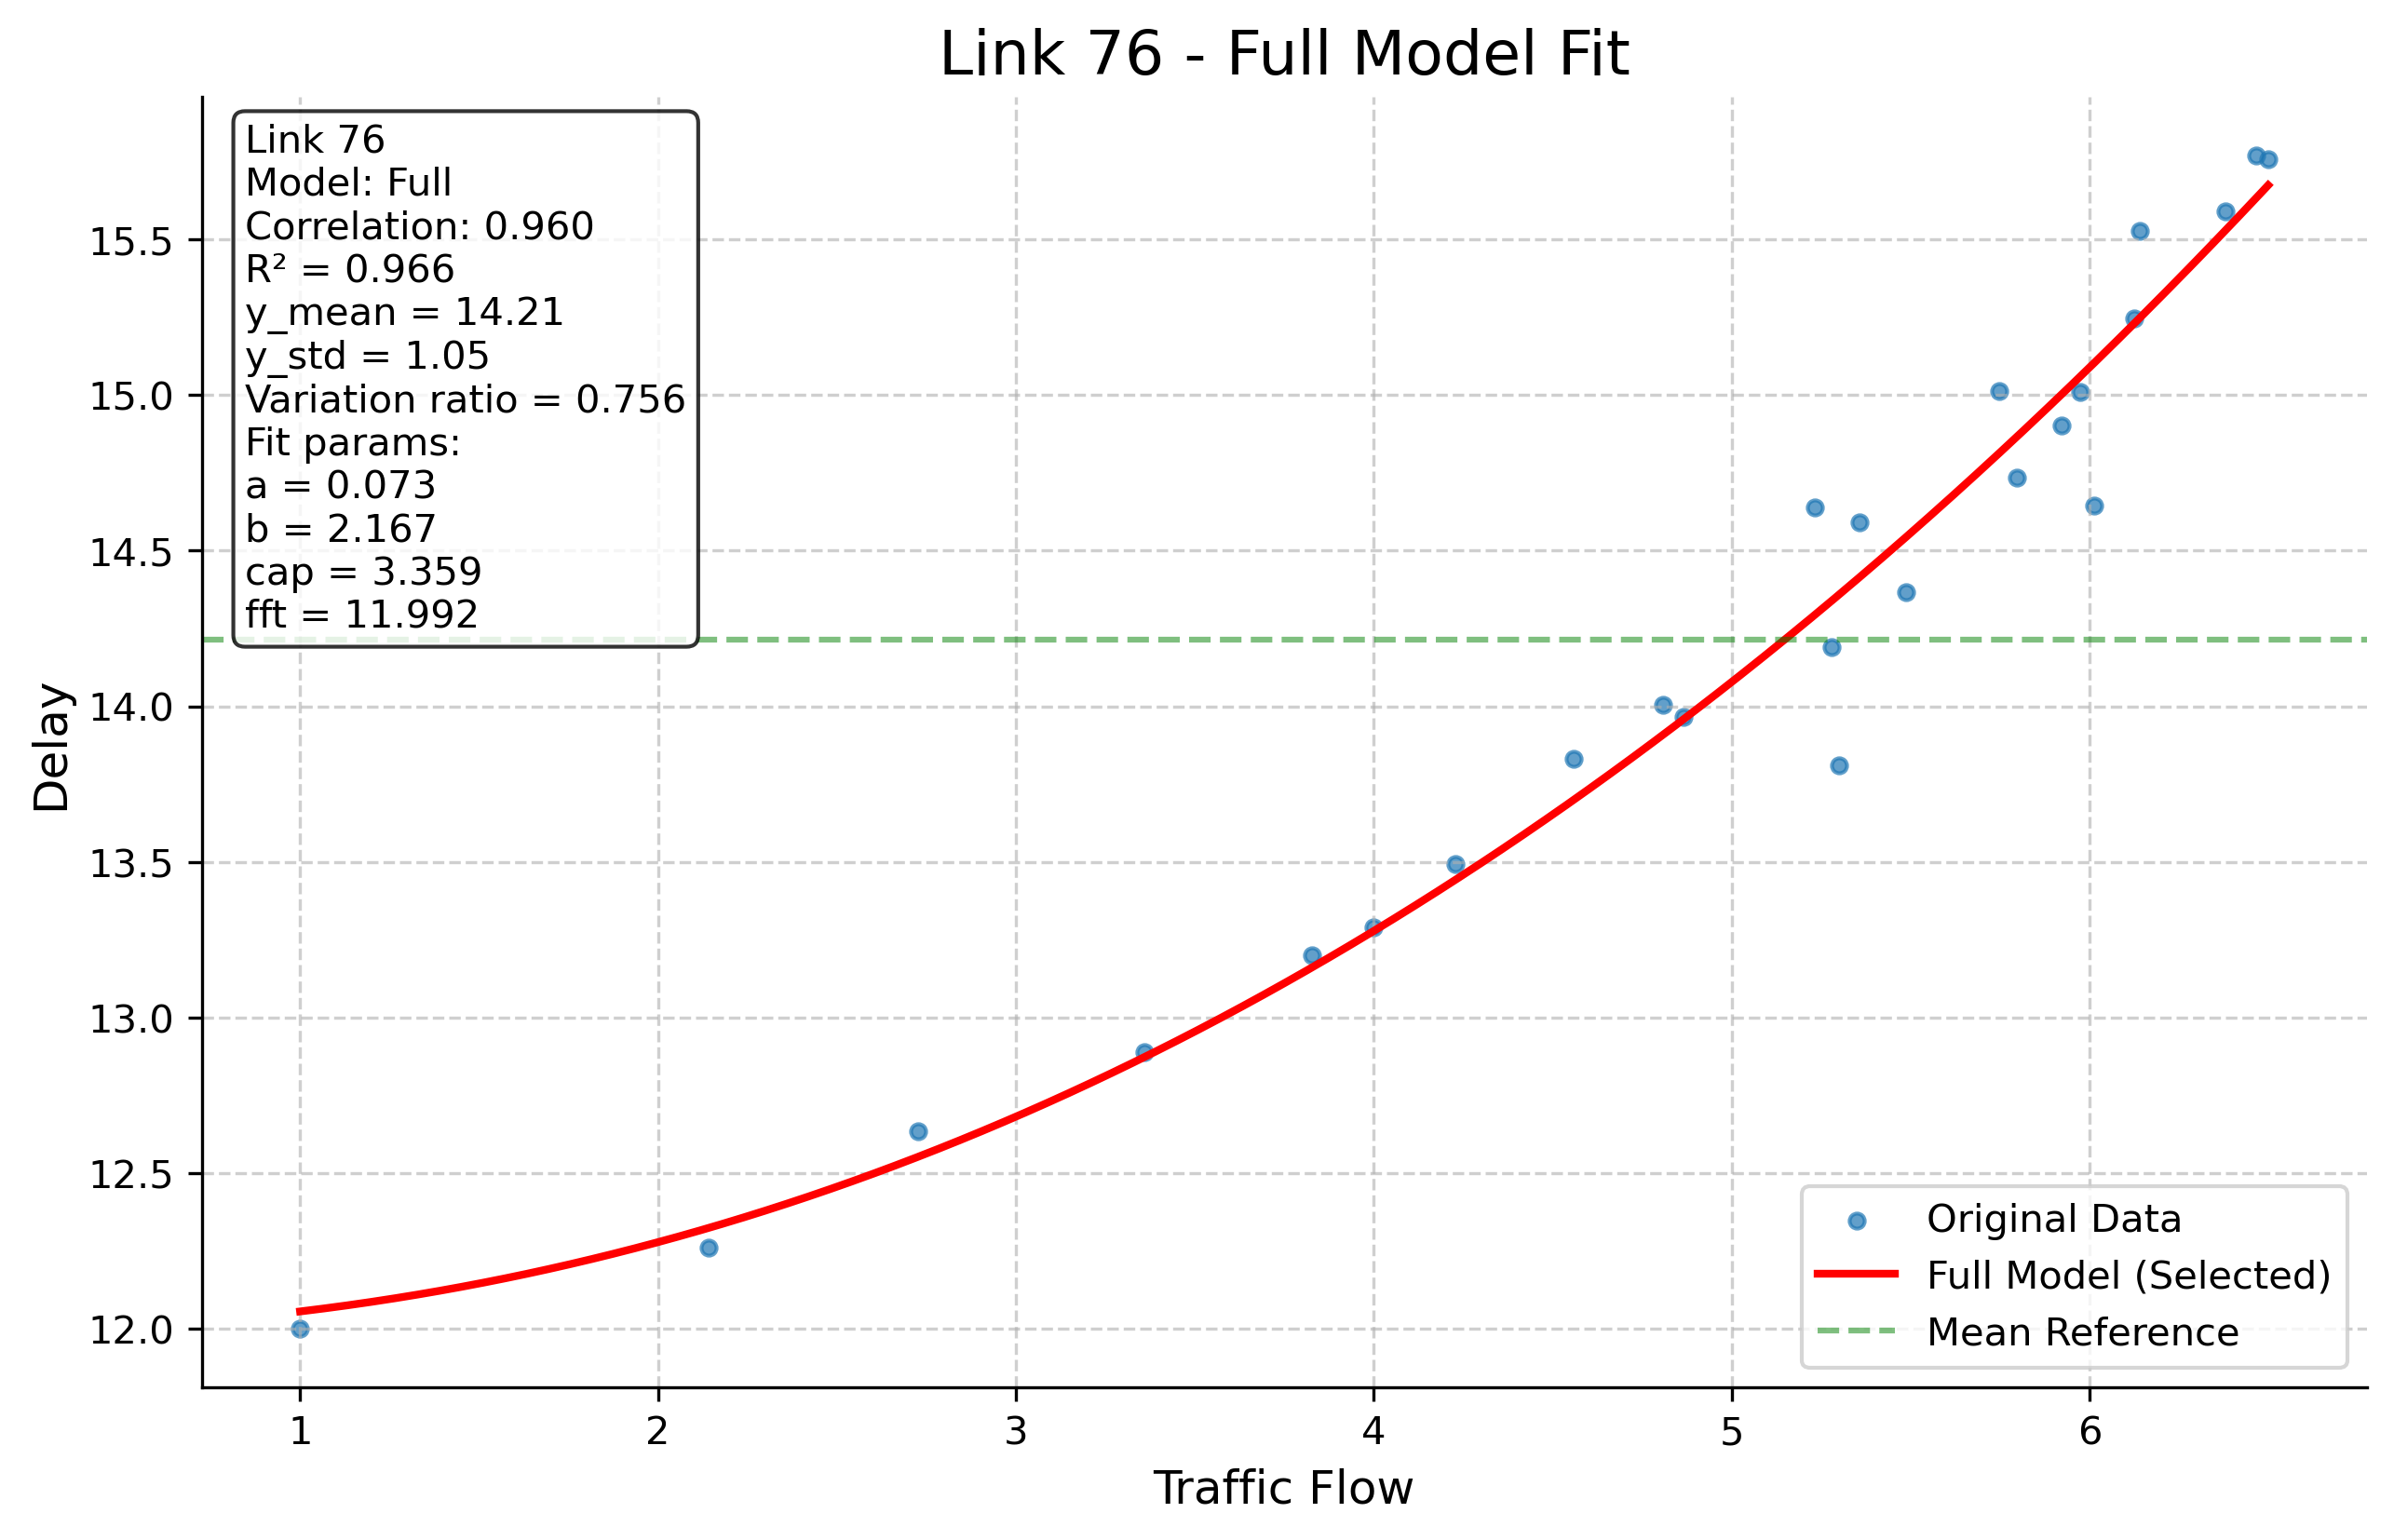 Link 76 - Full Model Fit
Link 76
Model: Full
Correlation: 0.960
R² = 0.966
y_mean = 14.21
y_std = 1.05
Variation ratio = 0.756
Fit params:
a = 0.073
b = 2.167
cap = 3.359
fft = 11.992
15.5
15.0
14.5
14.0
13.5
13.0
12.5
12.0
Delay
Original Data
Full Model (Selected)
Mean Reference
1 2 3 4 5 6
Traffic Flow